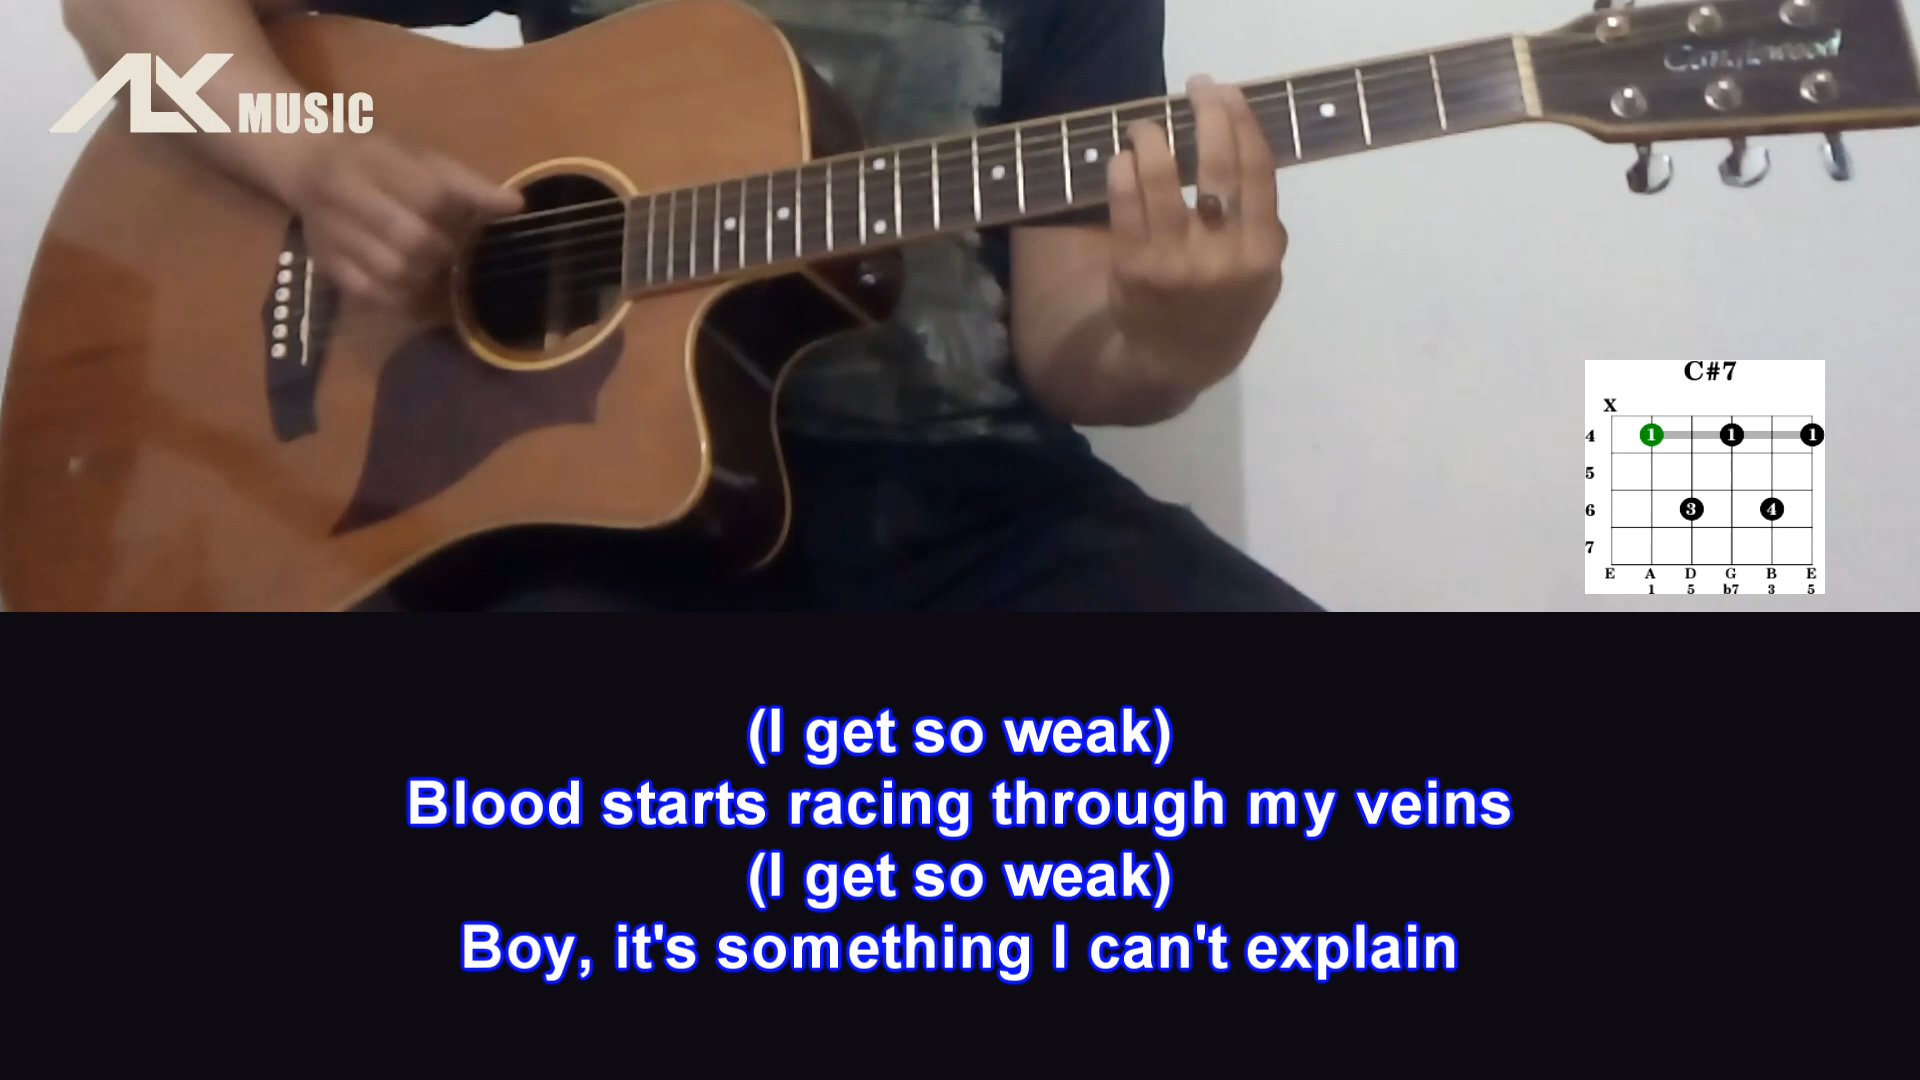 ALK MUSIC
Tanglewood
C#7
X
4 1 1 1
5
6 3 4
7
E A D G B E
1 5 b7 3 5
(I get so weak)
Blood starts racing through my veins
(I get so weak)
Boy, it's something I can't explain